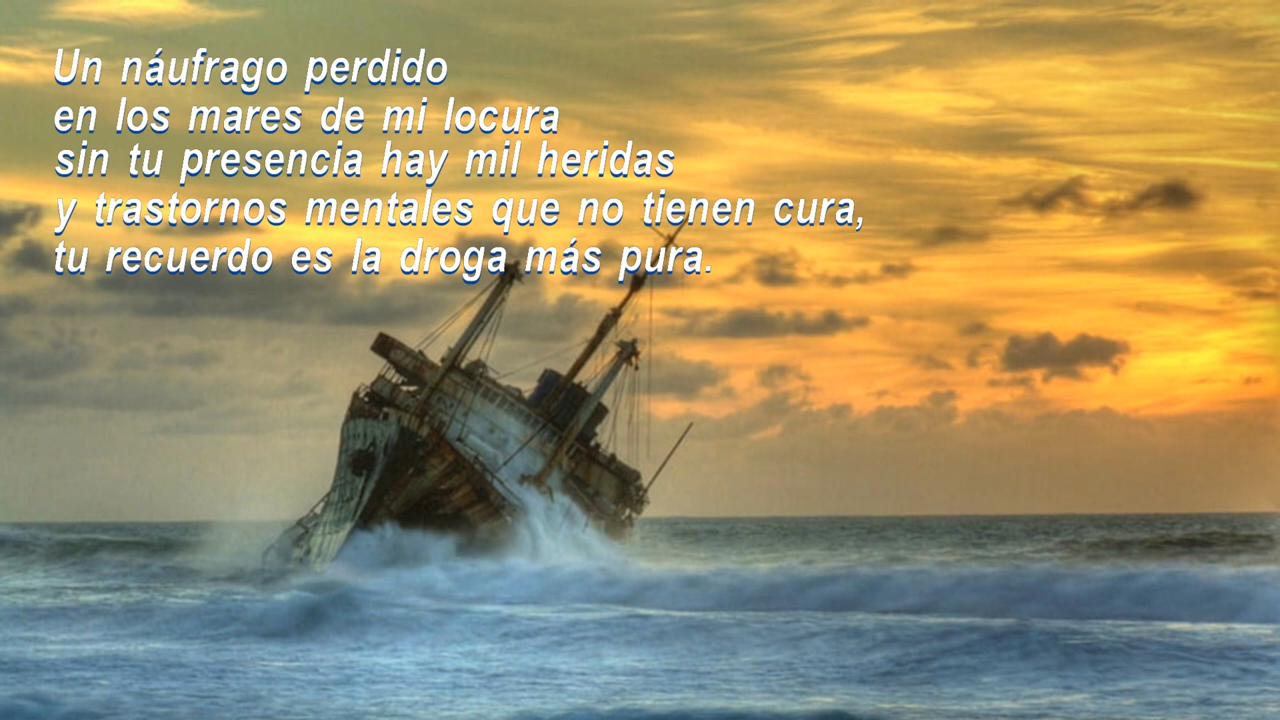 Un náufrago perdido
en los mares de mi locura
sin tu presencia hay mil heridas
y trastornos mentales que no tienen cura,
tu recuerdo es la droga más pura.